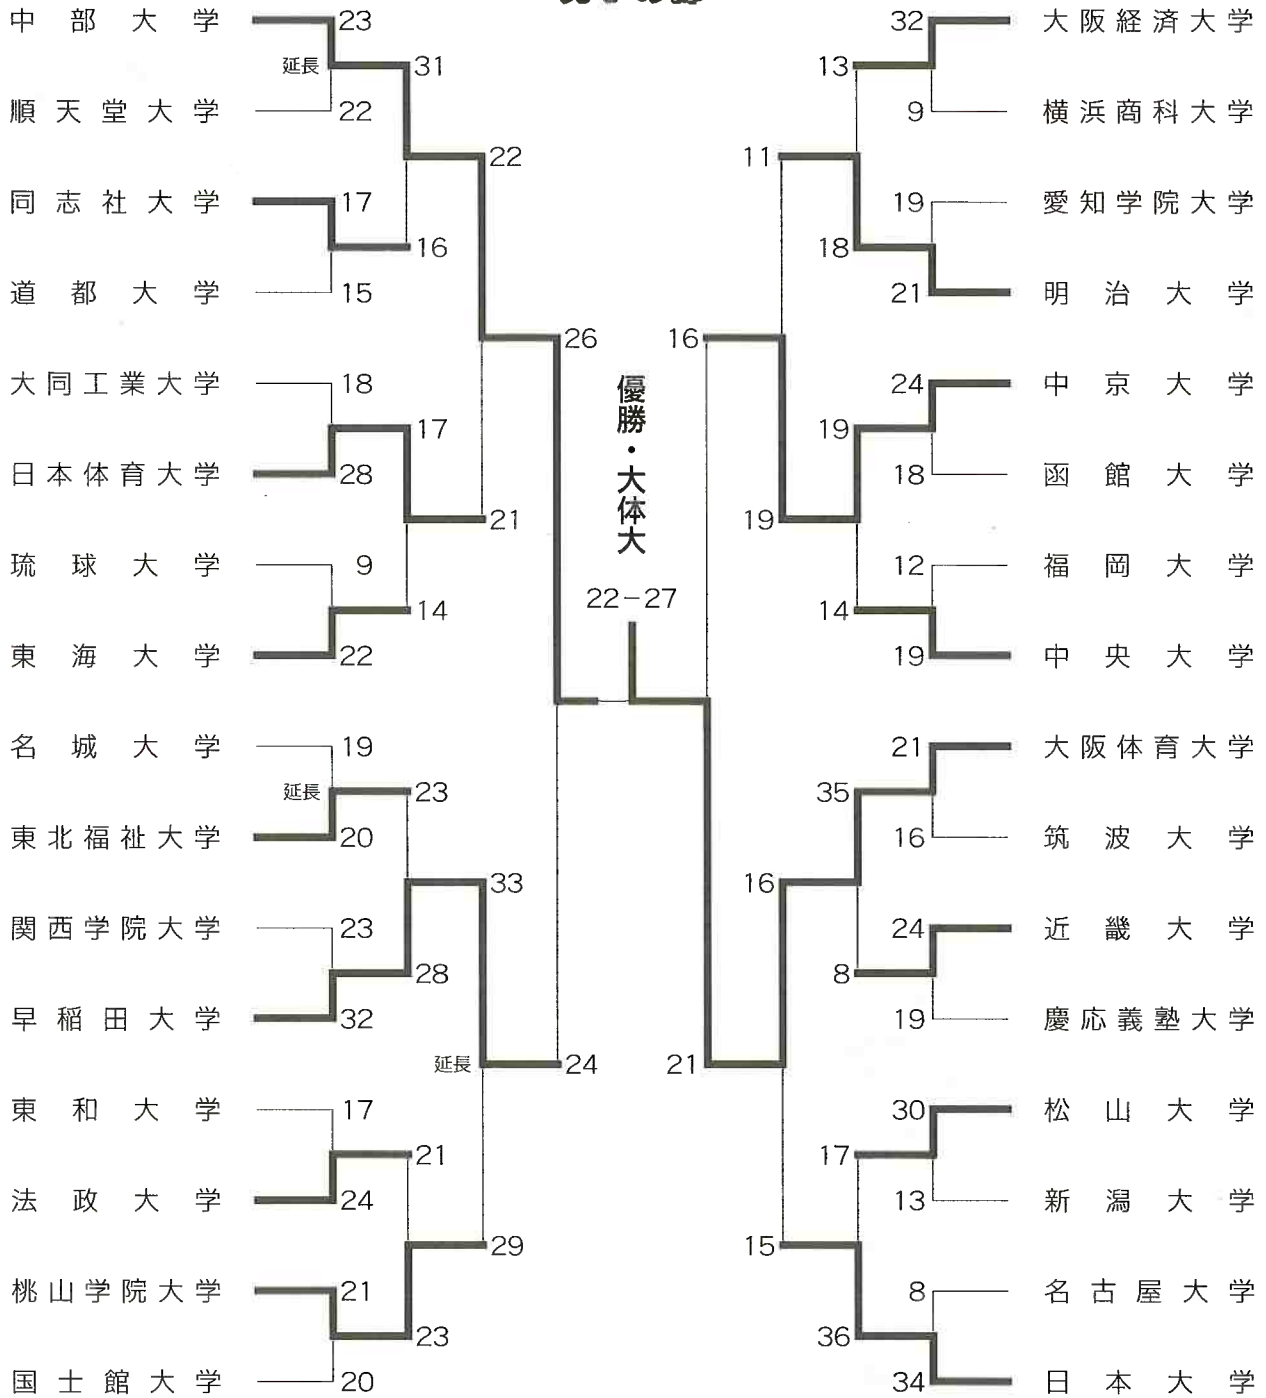 中部大学 23
延長 31
順天堂大学 22
22
同志社大学 17
16
道都大学 15
26
大同工業大学 18
17
日本体育大学 28
21
琉球大学 9
14
東海大学 22
名城大学 19
延長 23
東北福祉大学 20
33
関西学院大学 23
28
早稲田大学 32
延長 24
東和大学 17
21
法政大学 24
29
桃山学院大学 21
23
国士館大学 20
優勝・大体大
22-27
32 大阪経済大学
13
9 横浜商科大学
11
19 愛知学院大学
18
21 明治大学
16
24 中京大学
19
18 函館大学
19
12 福岡大学
14
19 中央大学
21 大阪体育大学
35
16 筑波大学
16
24 近畿大学
8
19 慶応義塾大学
21
30 松山大学
17
13 新潟大学
15
8 名古屋大学
36
34 日本大学